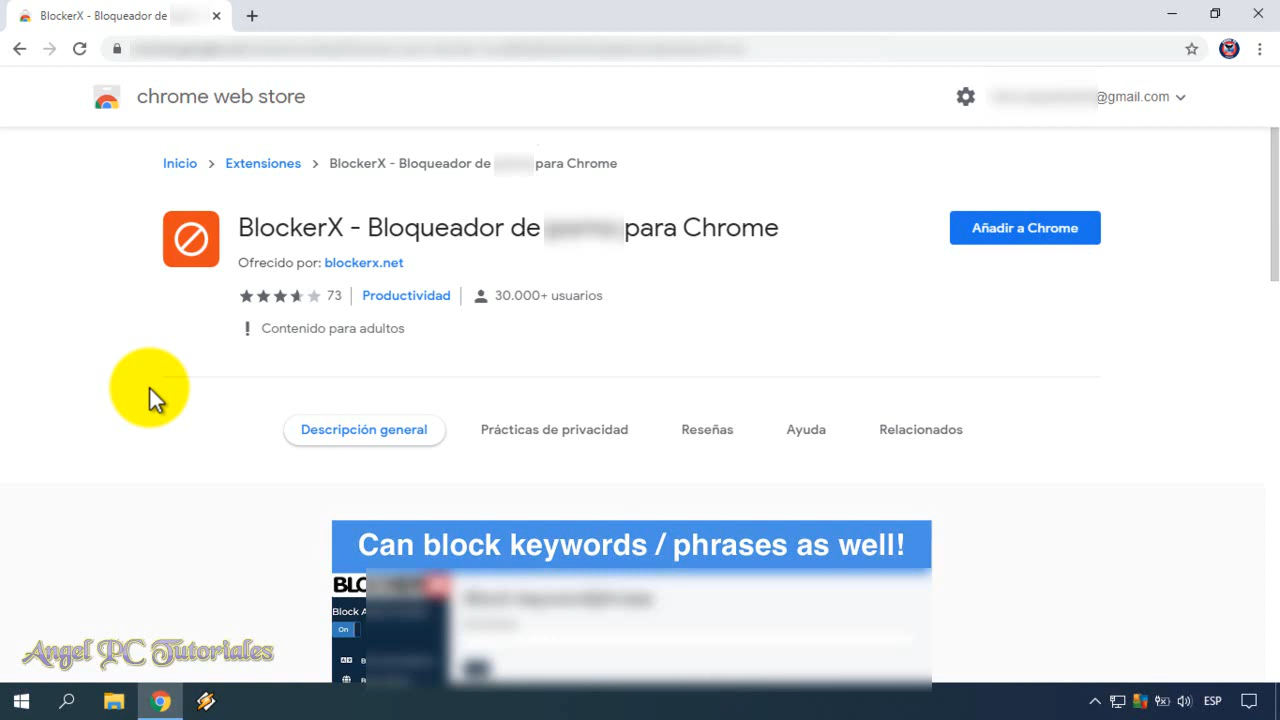 BlockerX - Bloqueador de
chrome web store
@gmail.com
Inicio > Extensiones > BlockerX - Bloqueador de para Chrome
BlockerX - Bloqueador de para Chrome
Añadir a Chrome
Ofrecido por: blockerx.net
73 | Productividad | 30.000+ usuarios
Contenido para adultos
Descripción general
Prácticas de privacidad
Reseñas
Ayuda
Relacionados
Can block keywords / phrases as well!
Block A
On
Angel PC Tutoriales
ESP